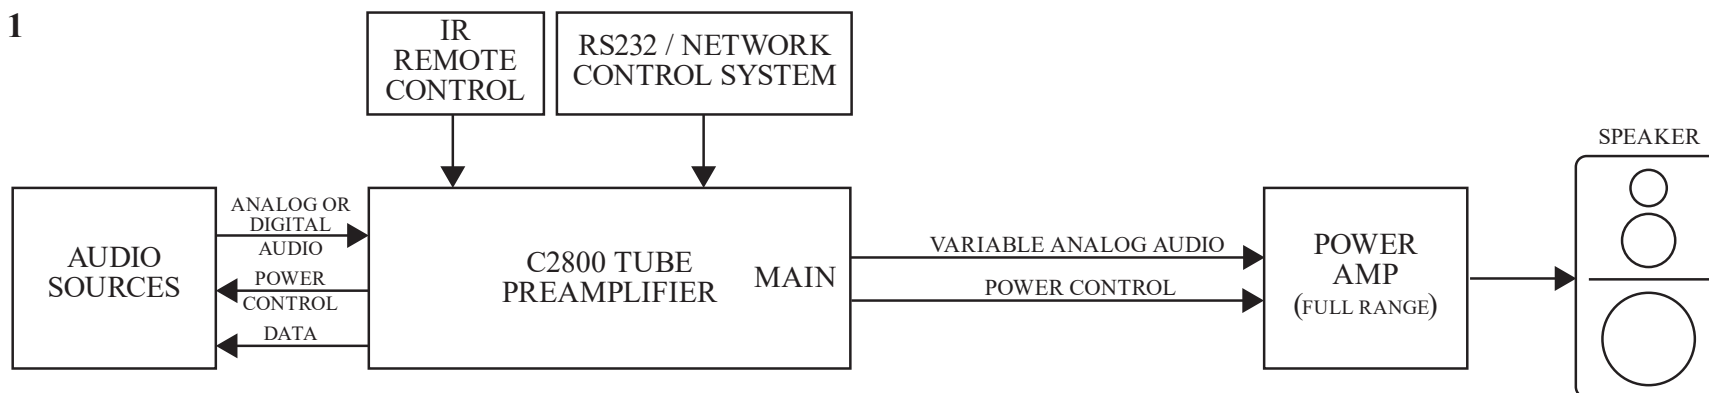 1
IR
REMOTE
CONTROL
RS232 / NETWORK
CONTROL SYSTEM
SPEAKER
AUDIO
SOURCES
ANALOG OR
DIGITAL
AUDIO
POWER
CONTROL
DATA
C2800 TUBE
PREAMPLIFIER
MAIN
VARIABLE ANALOG AUDIO
POWER CONTROL
POWER
AMP
(FULL RANGE)